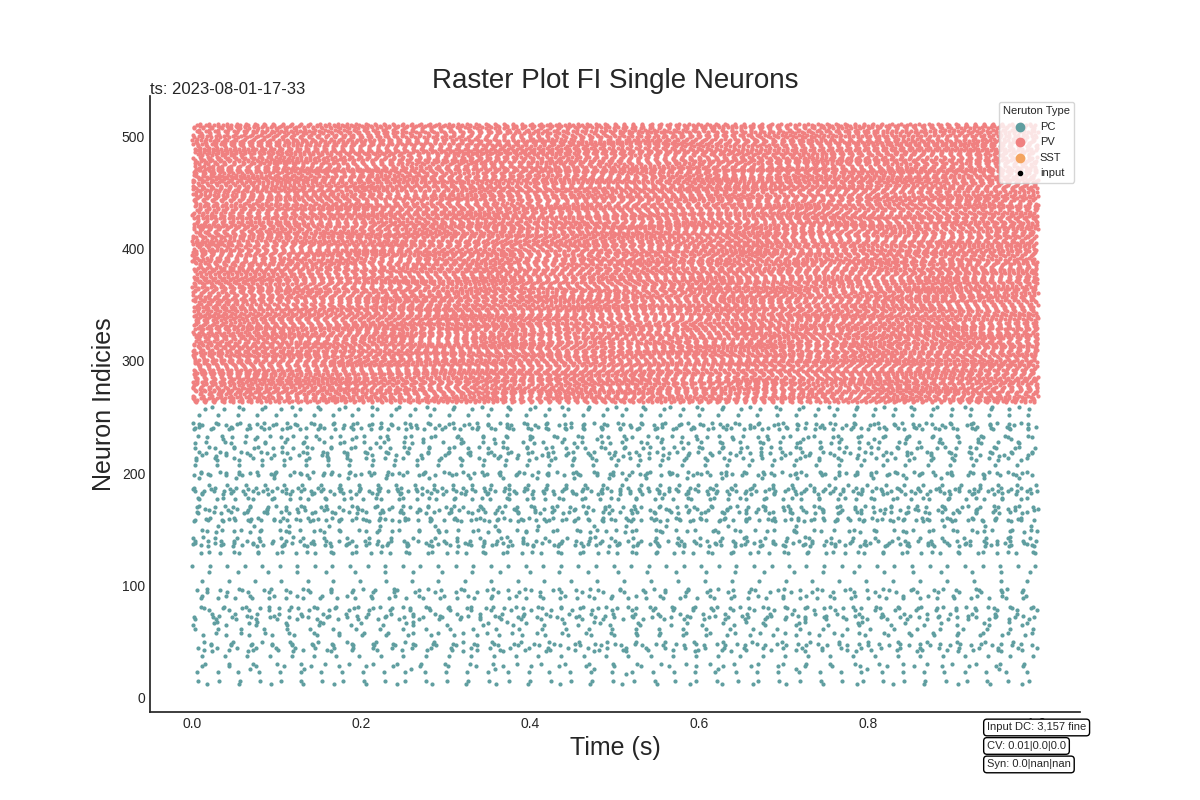 Raster Plot FI Single Neurons
ts: 2023-08-01-17-33
Neruton Type
PC
PV
SST
input
500
400
300
200
100
0
Neuron Indicies
0.0 0.2 0.4 0.6 0.8
Time (s)
Input DC: 3,157 fine
CV: 0.01|0.0|0.0
Syn: 0.0|nan|nan